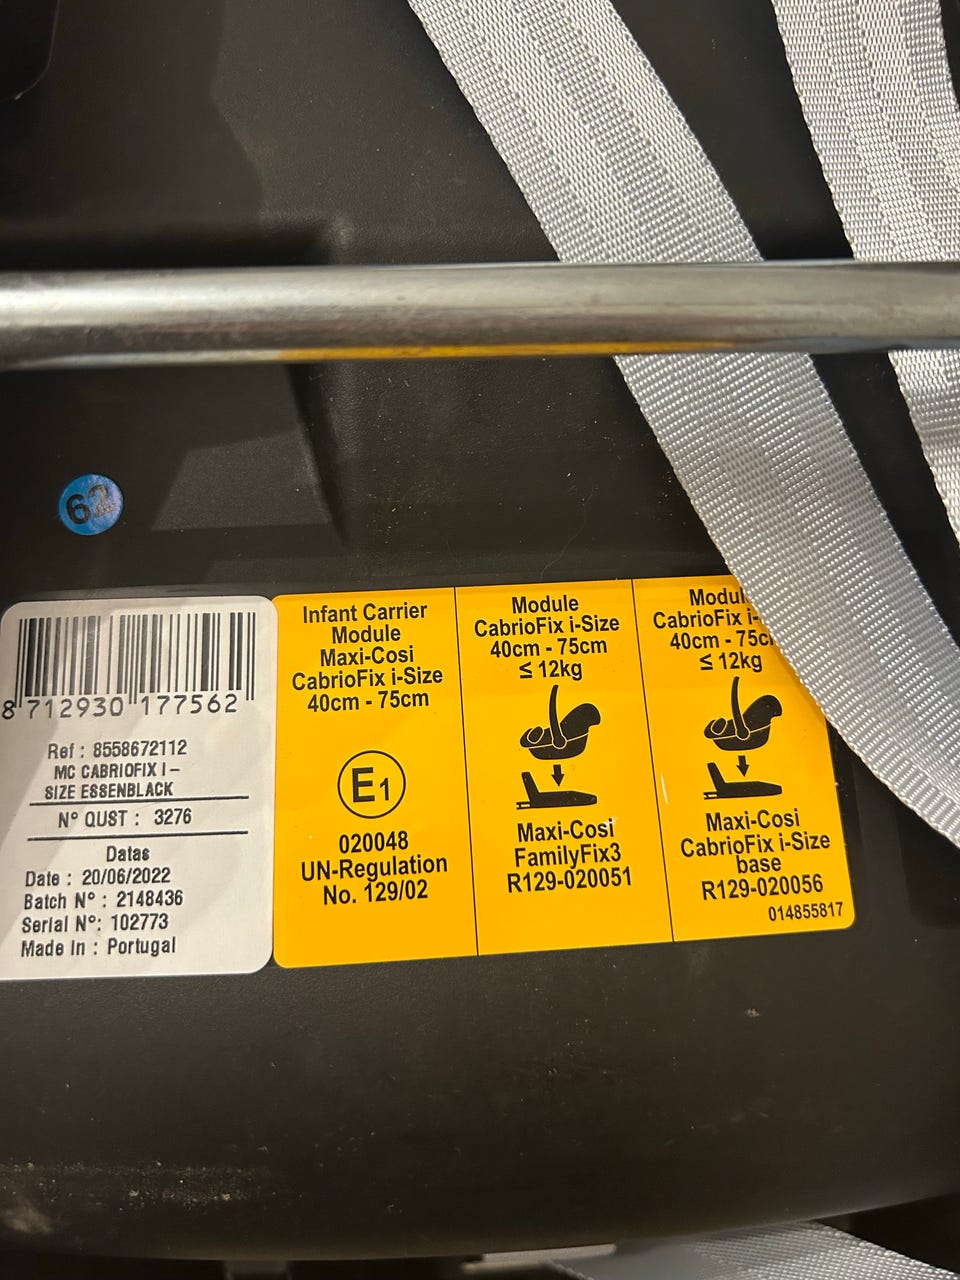 62
8 712930 177562
Ref : 8558672112
MC CABRIOFIX I-
SIZE ESSENBLACK
N° QUST : 3276
Datas
Date : 20/06/2022
Batch N° : 2148436
Serial N°: 102773
Made In : Portugal
Infant Carrier
Module
Maxi-Cosi
CabrioFix i-Size
40cm - 75cm
E1
020048
UN-Regulation
No. 129/02
Module
CabrioFix i-Size
40cm - 75cm
≤ 12kg
Maxi-Cosi
FamilyFix3
R129-020051
CabrioFix
40cm -
≤ 12kg
Maxi-Cosi
CabrioFix i-Size
base
R129-020056
014855817